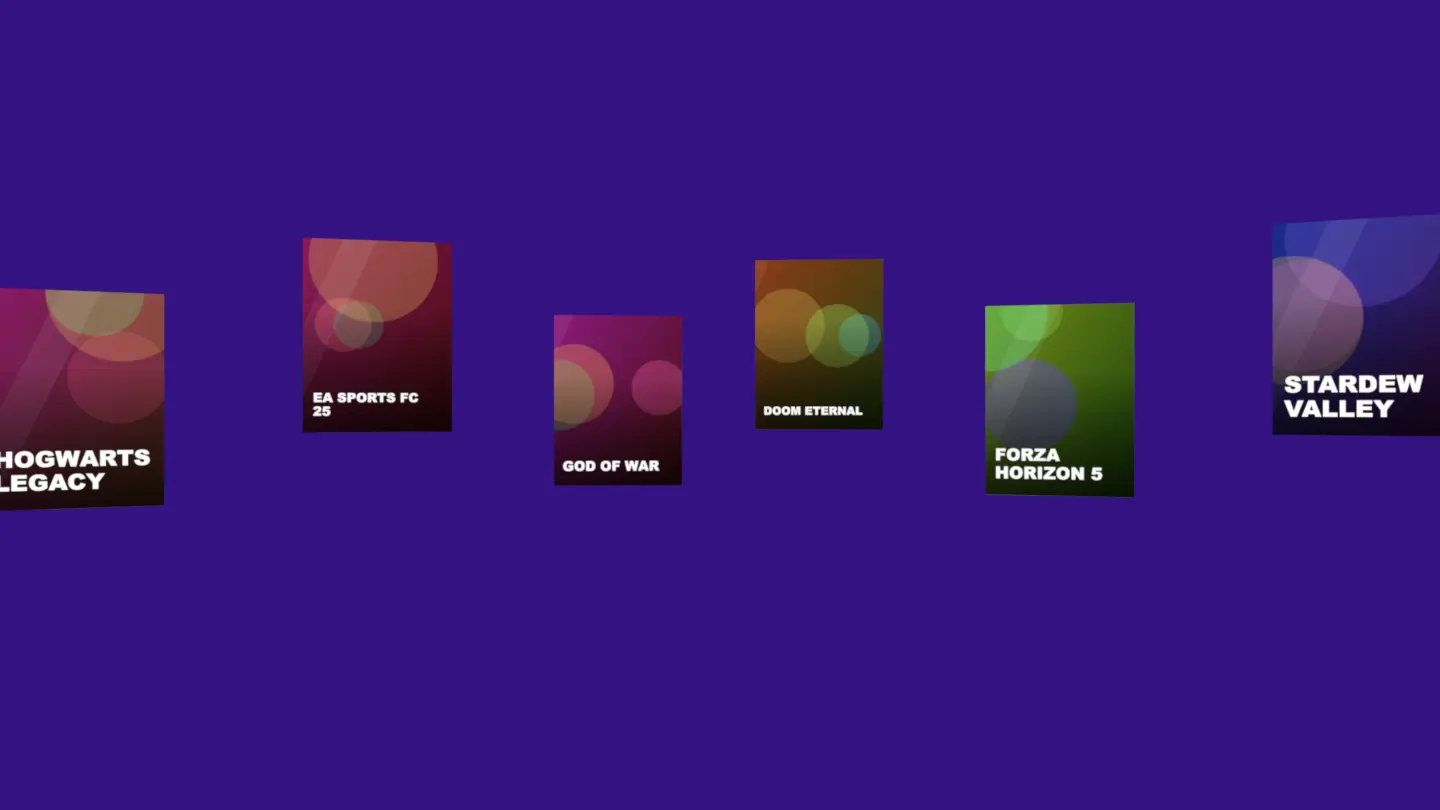 HOGWARTS
LEGACY
EA SPORTS FC
25
GOD OF WAR
DOOM ETERNAL
FORZA
HORIZON 5
STARDEW
VALLEY